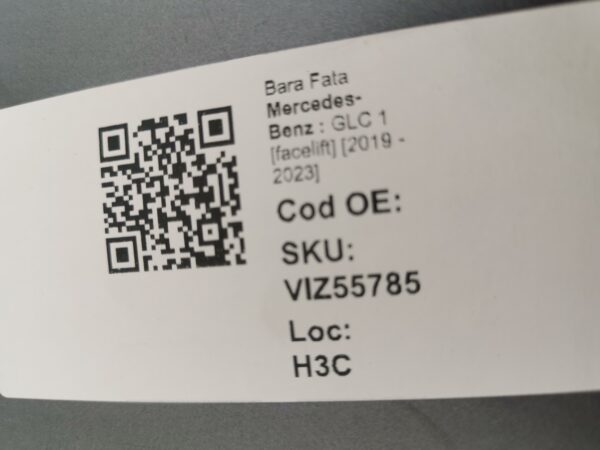 Bara Fata
Mercedes-
Benz : GLC 1
[facelift] [2019 -
2023]
Cod OE:
SKU:
VIZ55785
Loc:
H3C